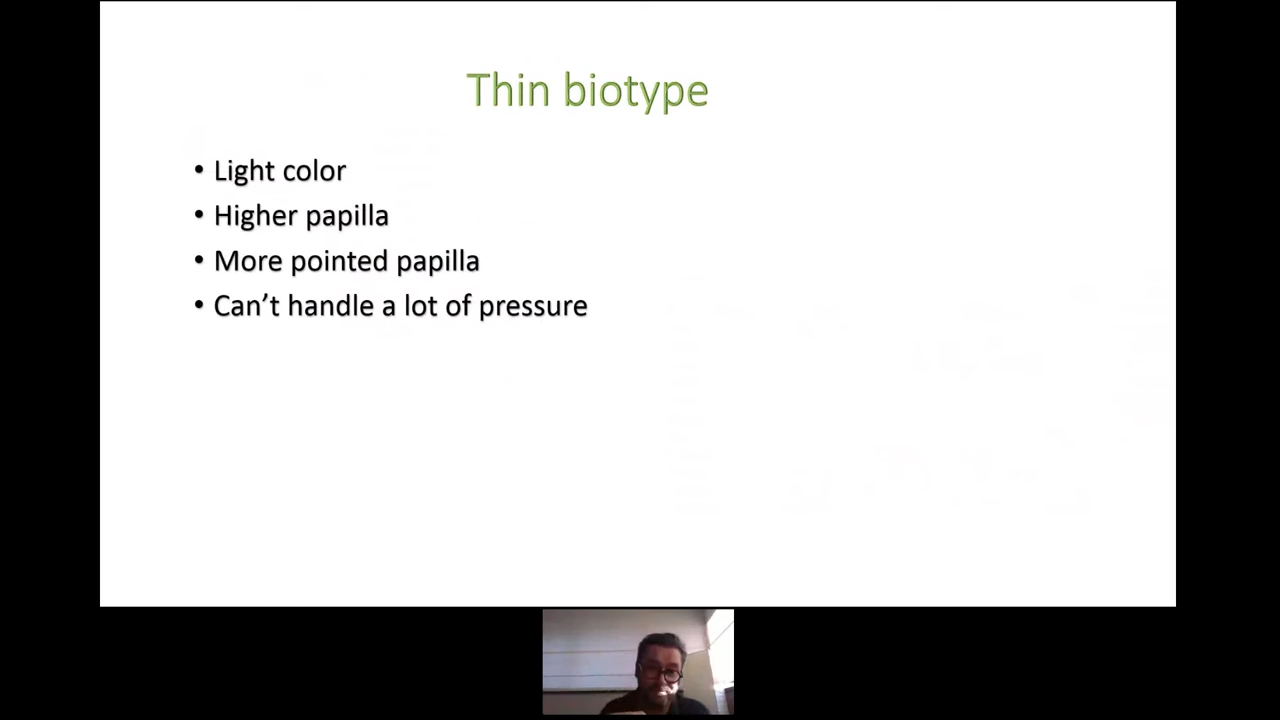 Thin biotype
• Light color
• Higher papilla
• More pointed papilla
• Can’t handle a lot of pressure